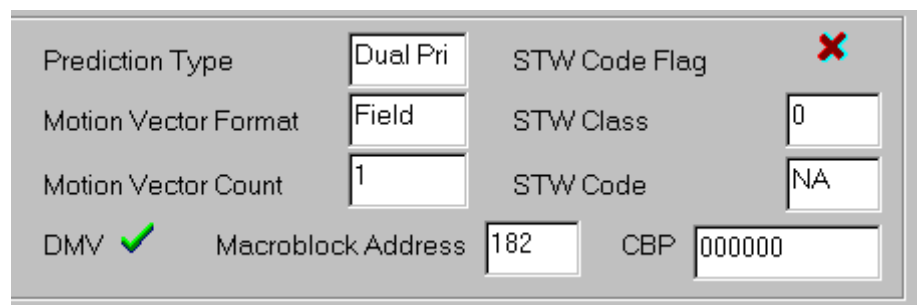 Prediction Type Dual Pri STW Code Flag
Motion Vector Format Field STW Class 0
Motion Vector Count 1 STW Code NA
DMV Macroblock Address 182 CBP 000000